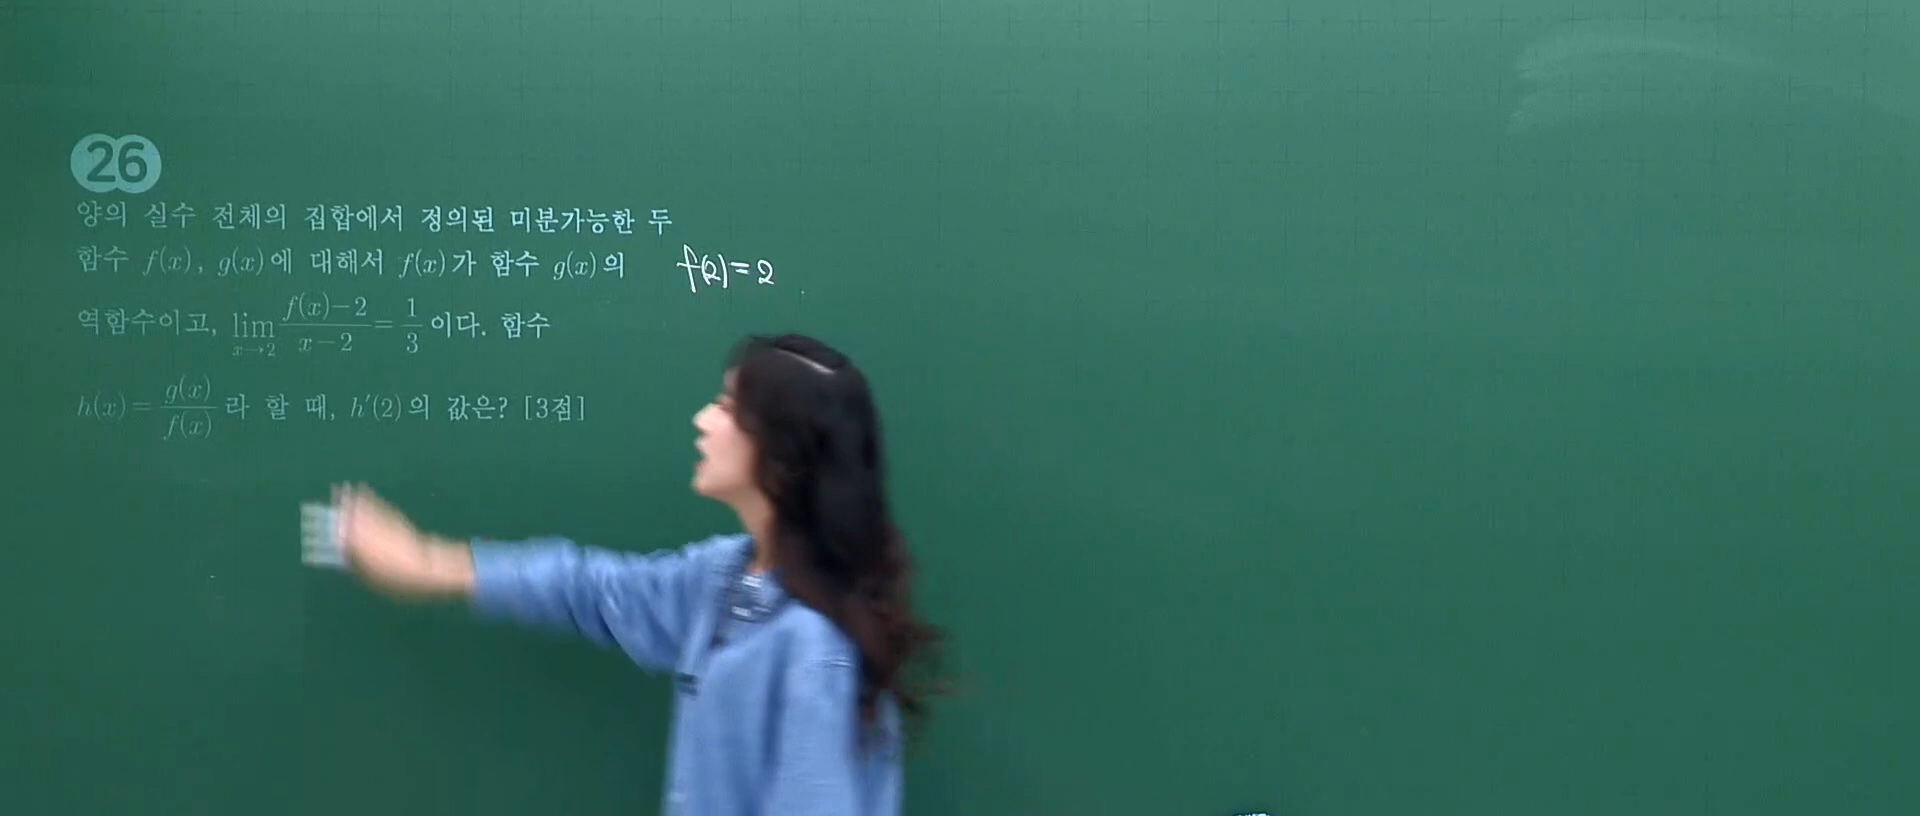 26
양의 실수 전체의 집합에서 정의된 미분가능한 두
함수 f(x), g(x)에 대해서 f(x)가 함수 g(x)의
역함수이고, lim_{x→2} \frac{f(x)-2}{x-2} = \frac{1}{3} 이다. 함수
h(x) = \frac{g(x)}{f(x)} 라 할 때, h′(2)의 값은? [3점]
f(2)=2